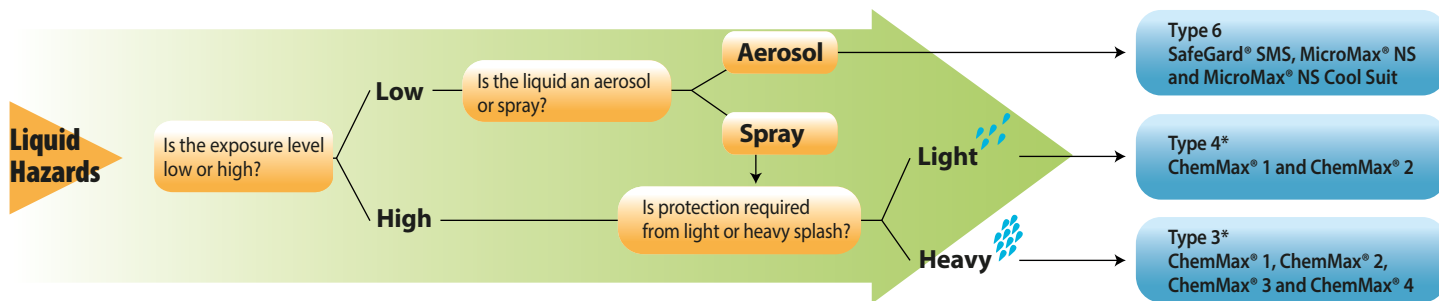 Liquid
Hazards
Is the exposure level
low or high?
Low
High
Is the liquid an aerosol
or spray?
Aerosol
Spray
Is protection required
from light or heavy splash?
Light
Heavy
Type 6
SafeGard® SMS, MicroMax® NS
and MicroMax® NS Cool Suit
Type 4*
ChemMax® 1 and ChemMax® 2
Type 3*
ChemMax® 1, ChemMax® 2,
ChemMax® 3 and ChemMax® 4